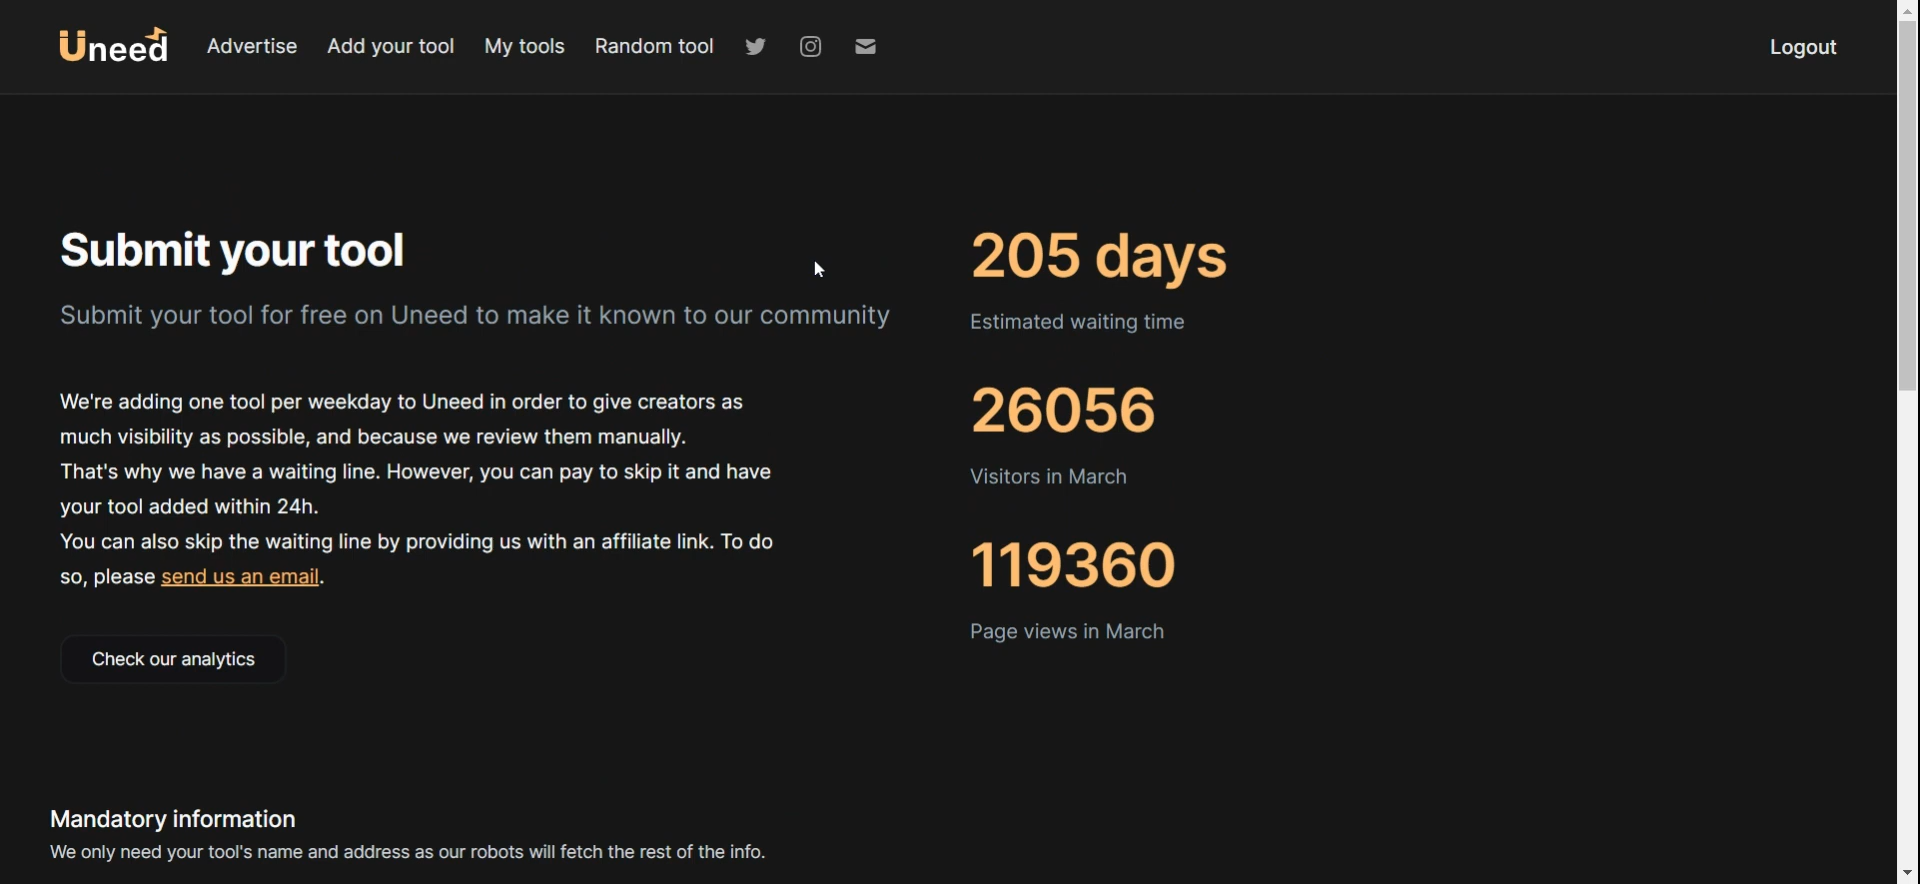 Uneed Advertise Add your tool My tools Random tool Logout
Submit your tool
Submit your tool for free on Uneed to make it known to our community
We're adding one tool per weekday to Uneed in order to give creators as
much visibility as possible, and because we review them manually.
That's why we have a waiting line. However, you can pay to skip it and have
your tool added within 24h.
You can also skip the waiting line by providing us with an affiliate link. To do
so, please send us an email.
Check our analytics
205 days
Estimated waiting time
26056
Visitors in March
119360
Page views in March
Mandatory information
We only need your tool's name and address as our robots will fetch the rest of the info.